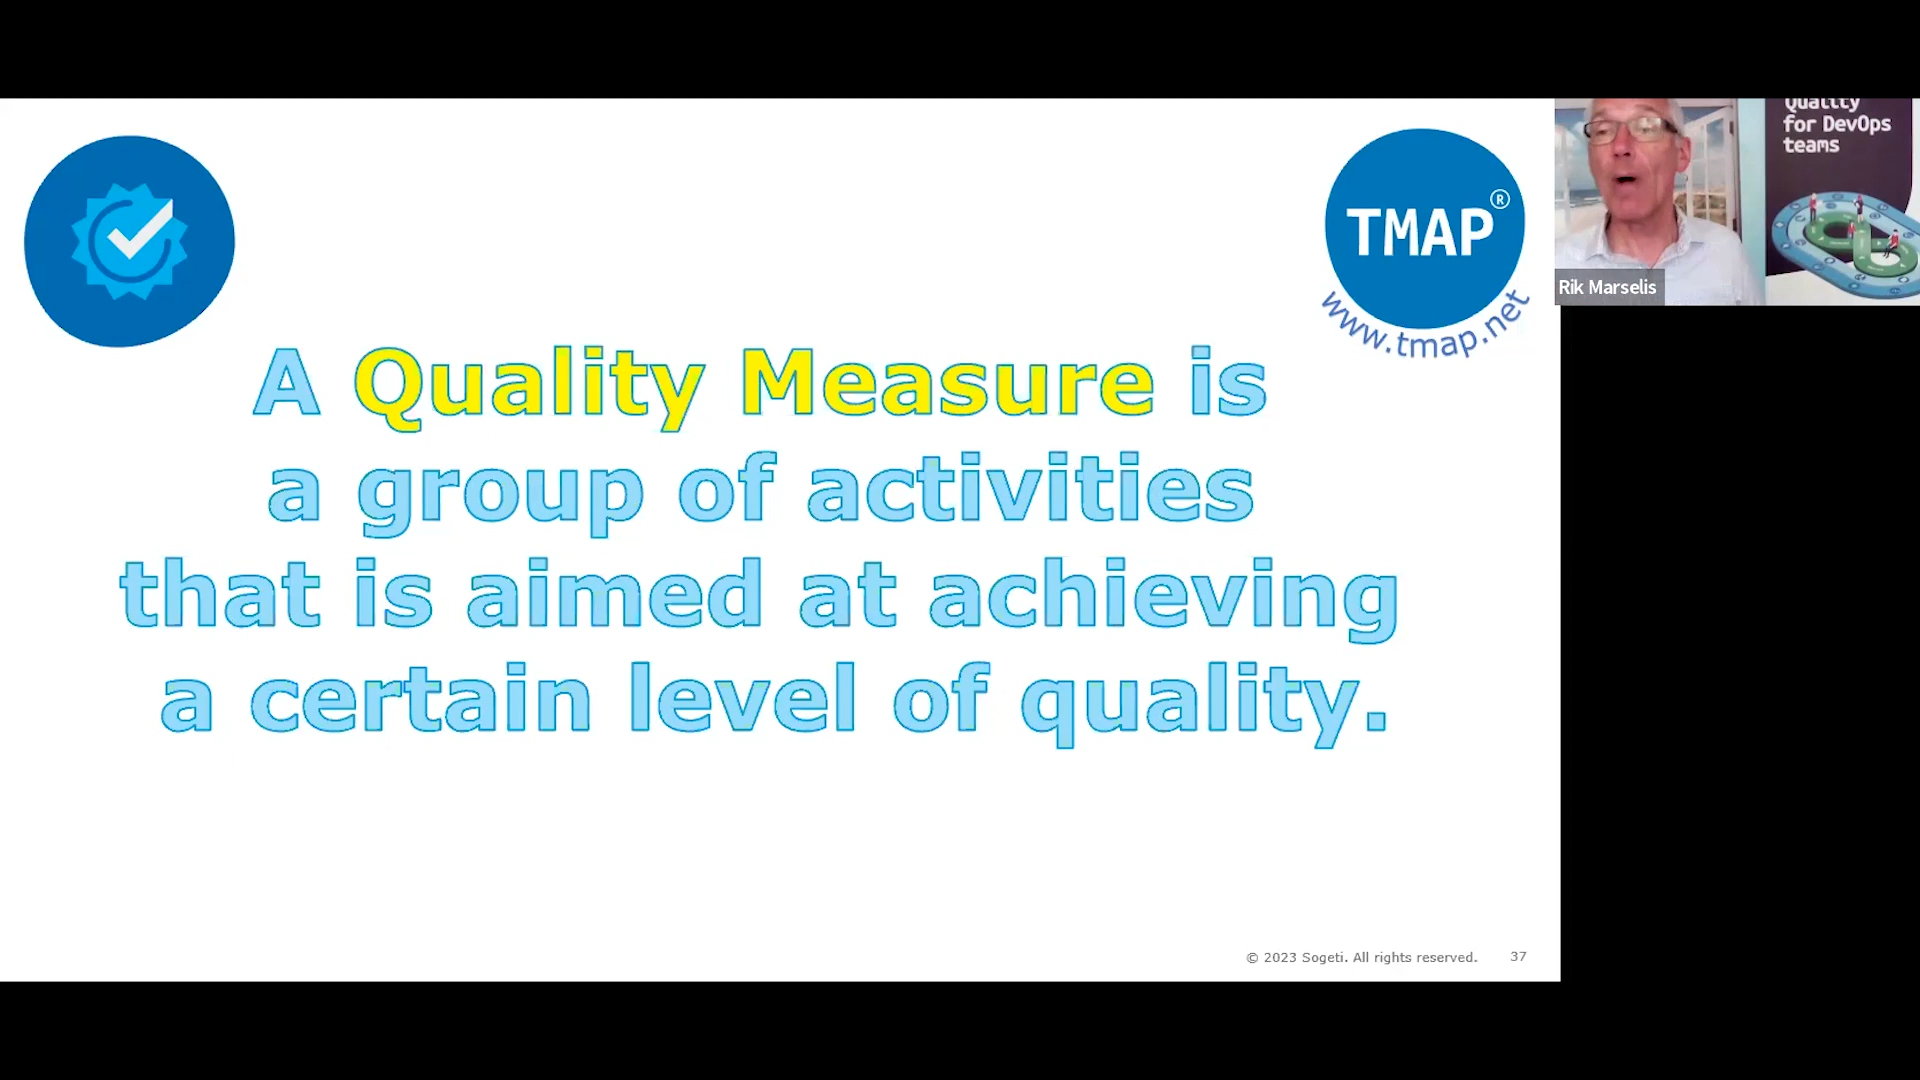 TMAP®
www.tmap.net
A Quality Measure is
a group of activities
that is aimed at achieving
a certain level of quality.
© 2023 Sogeti. All rights reserved. 37
Quality
for DevOps
teams
Rik Marselis